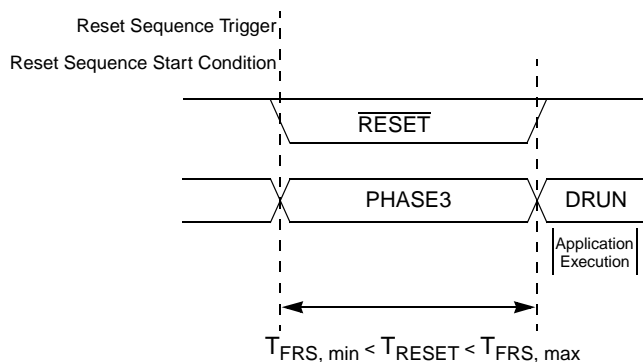 Reset Sequence Trigger
Reset Sequence Start Condition
RESET
PHASE3
DRUN
Application
Execution
TFRS, min < TRESET < TFRS, max